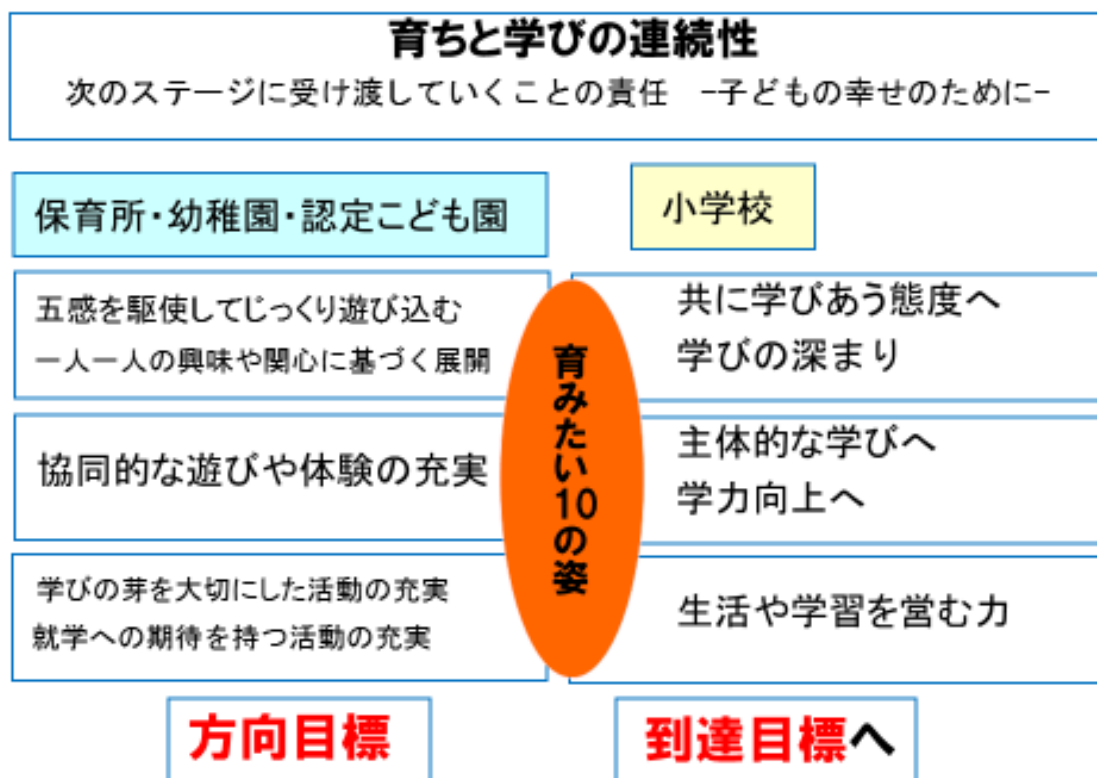 育ちと学びの連続性
次のステージに受け渡していくことの責任　-子どもの幸せのために-
保育所・幼稚園・認定こども園
小学校
五感を駆使してじっくり遊び込む
一人一人の興味や関心に基づく展開
共に学びあう態度へ
学びの深まり
育みたい10の姿
協同的な遊びや体験の充実
主体的な学びへ
学力向上へ
学びの芽を大切にした活動の充実
就学への期待を持つ活動の充実
生活や学習を営む力
方向目標
到達目標へ